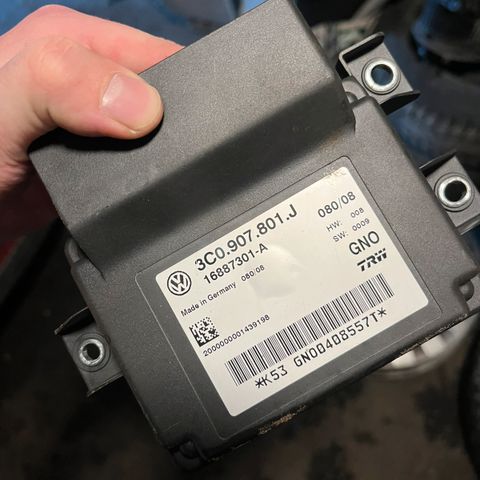 3C0.907.801.J 080/08
16887301-A HW: 008
Made in Germany 080/08 SW: 0009
GNO
TRW
2000000001439198
*K53 GN00408557T*